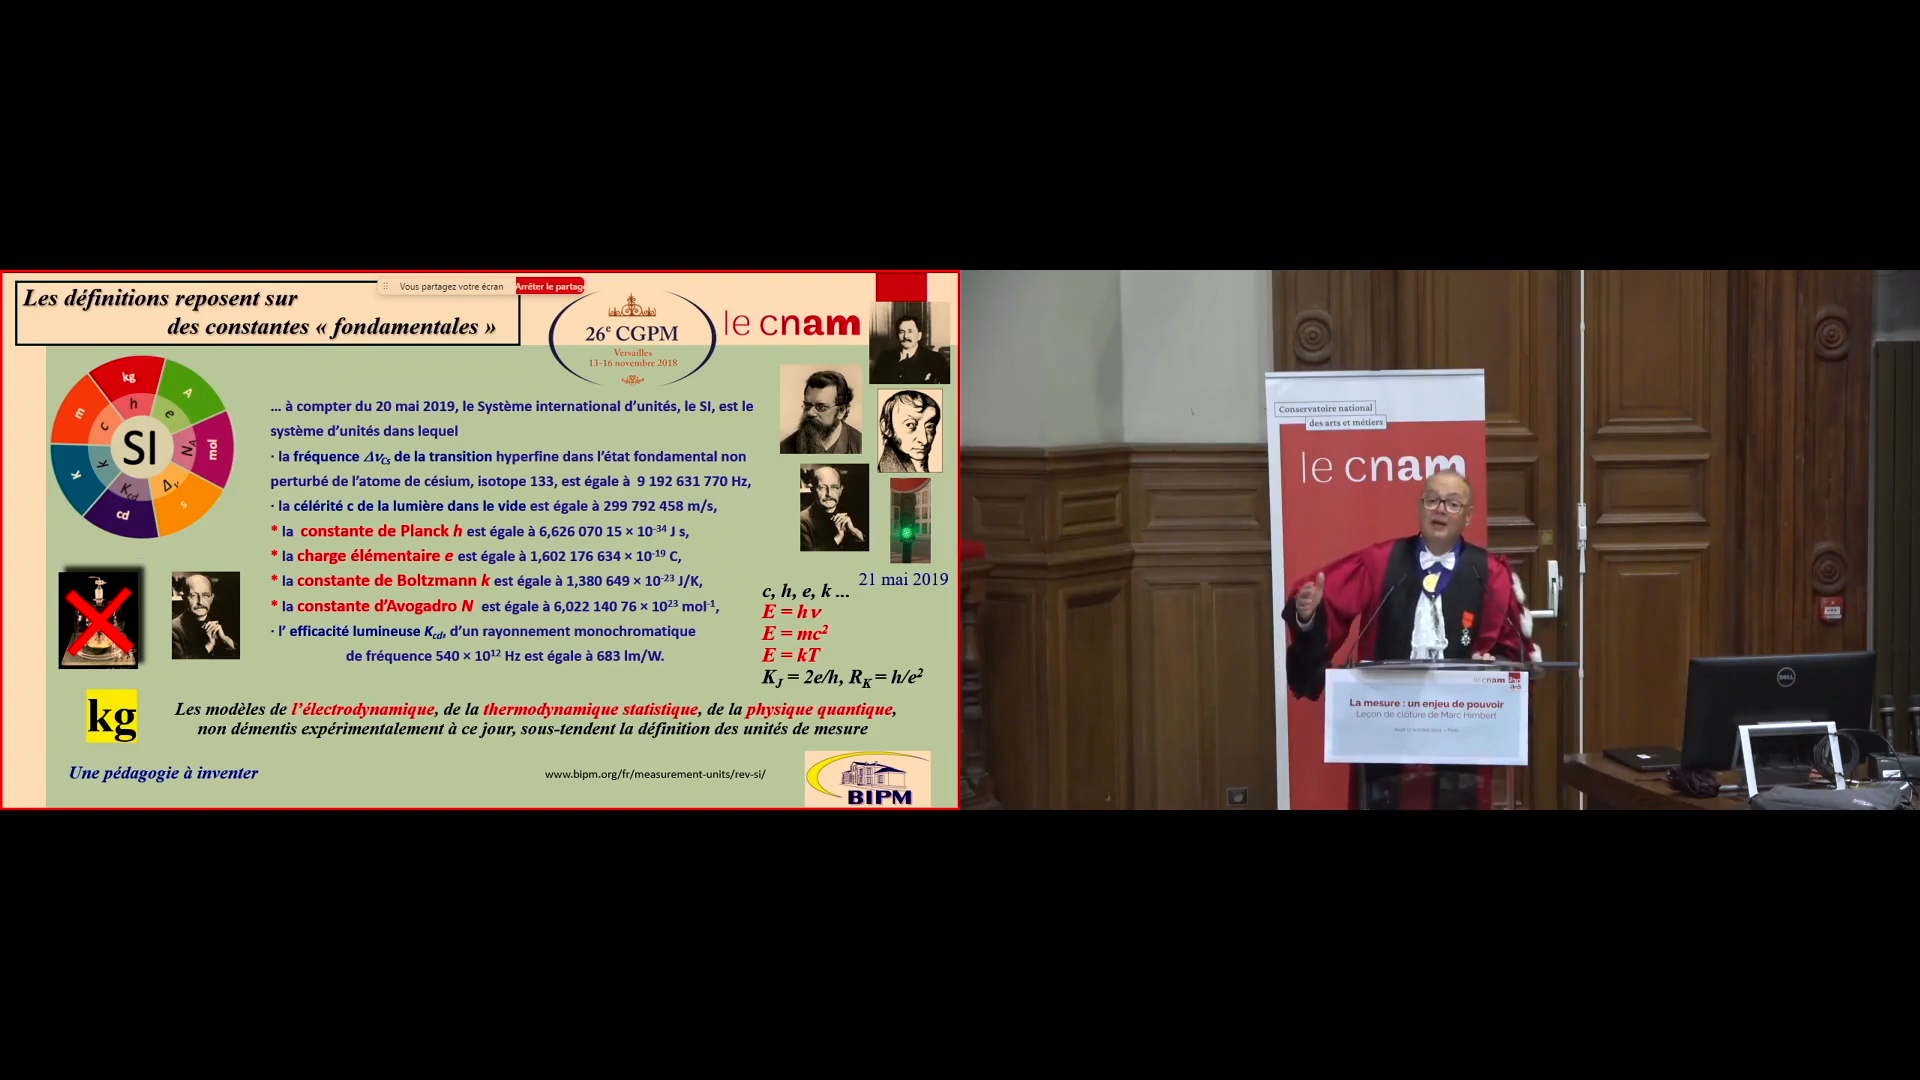 Les définitions reposent sur
des constantes « fondamentales »
Vous partagez votre écran
Arrêter le partag
26e CGPM
Versailles
13-16 novembre 2018
le cnam
kg
A
mol
s
cd
K
m
h
e
NA
Δν
Kcd
k
c
SI
... à compter du 20 mai 2019, le Système international d’unités, le SI, est le
système d’unités dans lequel
· la fréquence ΔνCs de la transition hyperfine dans l’état fondamental non
perturbé de l’atome de césium, isotope 133, est égale à 9 192 631 770 Hz,
· la célérité c de la lumière dans le vide est égale à 299 792 458 m/s,
* la constante de Planck h est égale à 6,626 070 15 × 10⁻³⁴ J s,
* la charge élémentaire e est égale à 1,602 176 634 × 10⁻¹⁹ C,
* la constante de Boltzmann k est égale à 1,380 649 × 10⁻²³ J/K,
* la constante d’Avogadro N est égale à 6,022 140 76 × 10²³ mol⁻¹,
· l’ efficacité lumineuse Kcd, d’un rayonnement monochromatique
de fréquence 540 × 10¹² Hz est égale à 683 lm/W.
21 mai 2019
c, h, e, k ...
E = hν
E = mc²
E = kT
KJ = 2e/h, RK = h/e²
kg
Les modèles de l’électrodynamique, de la thermodynamique statistique, de la physique quantique,
non démentis expérimentalement à ce jour, sous-tendent la définition des unités de mesure
Une pédagogie à inventer
www.bipm.org/fr/measurement-units/rev-si/
BIPM
Conservatoire national
des arts et métiers
le cnam
le cnam
La mesure : un enjeu de pouvoir
Leçon de clôture de Marc Himbert
DELL